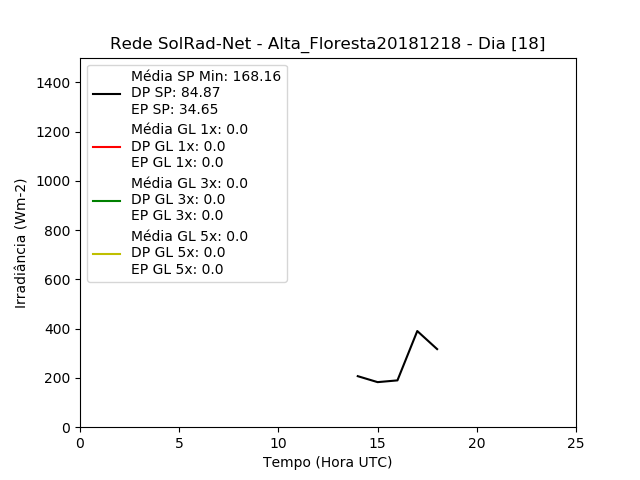 Rede SolRad-Net - Alta_Floresta20181218 - Dia [18]
Média SP Min: 168.16
DP SP: 84.87
EP SP: 34.65
Média GL 1x: 0.0
DP GL 1x: 0.0
EP GL 1x: 0.0
Média GL 3x: 0.0
DP GL 3x: 0.0
EP GL 3x: 0.0
Média GL 5x: 0.0
DP GL 5x: 0.0
EP GL 5x: 0.0
Irradiância (Wm-2)
1400
1200
1000
800
600
400
200
0
0 5 10 15 20 25
Tempo (Hora UTC)